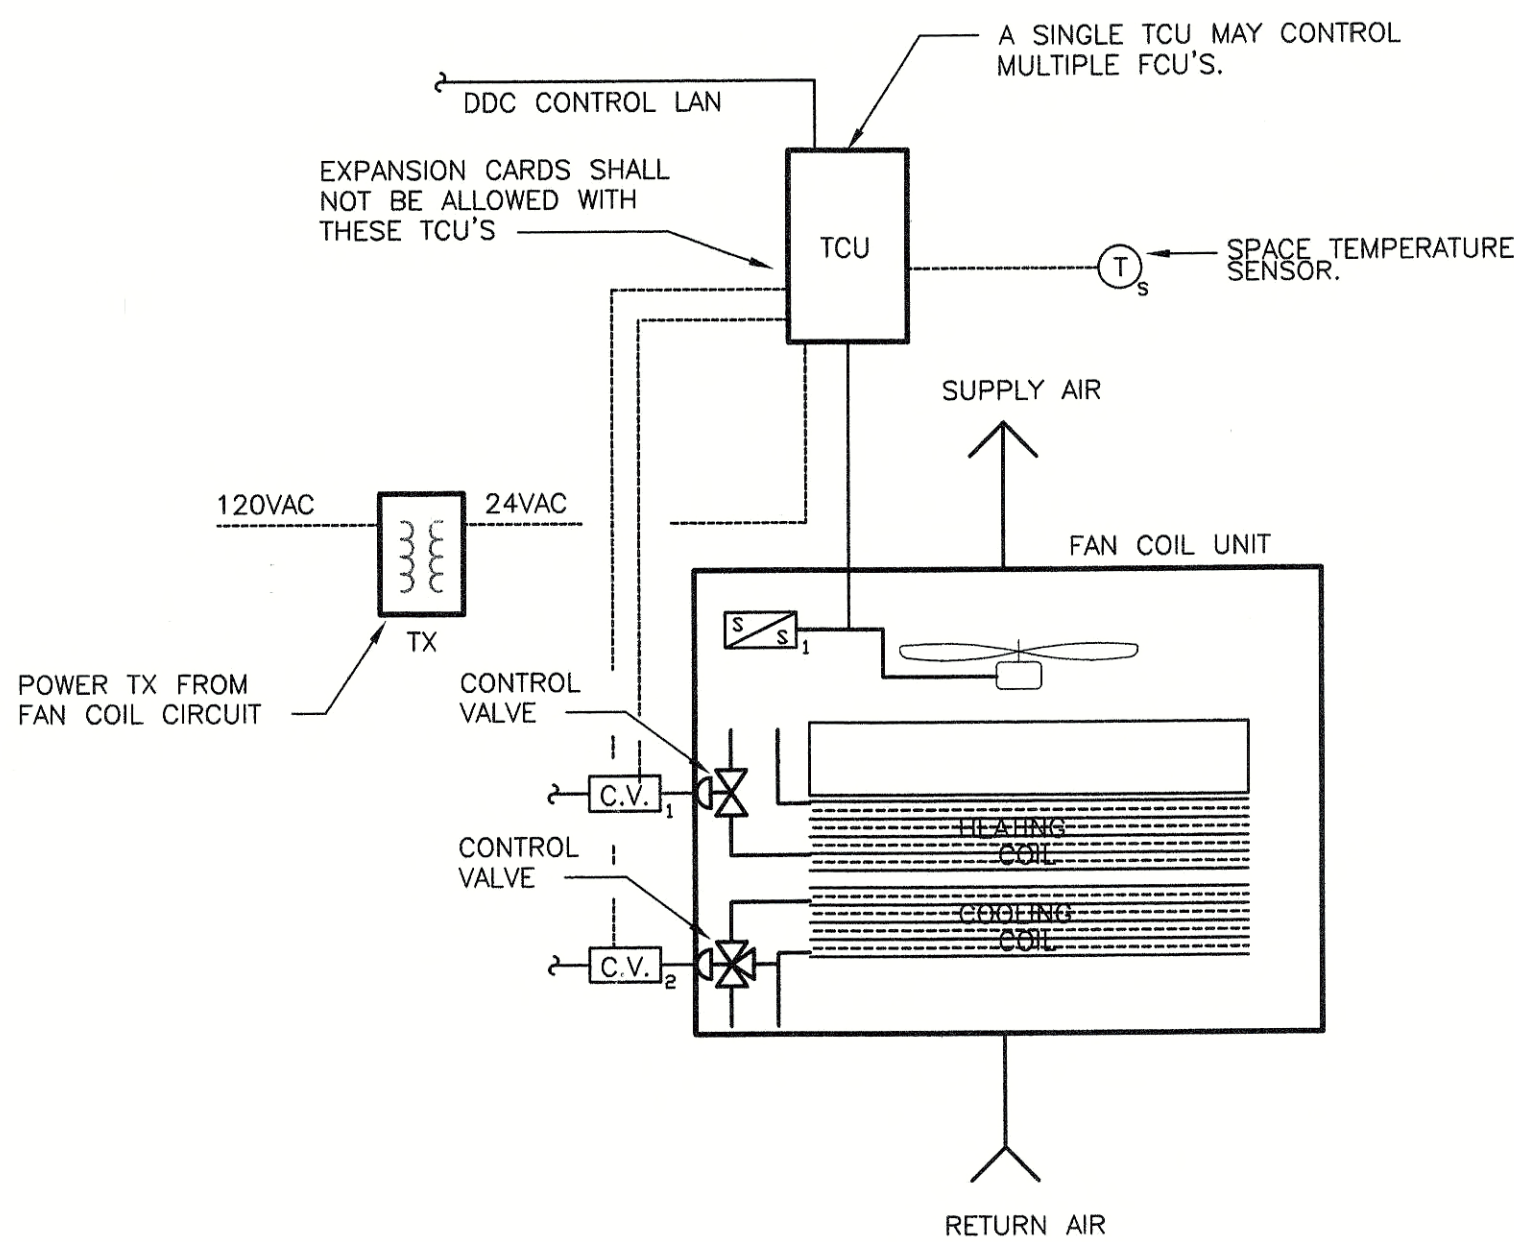 A SINGLE TCU MAY CONTROL
MULTIPLE FCU'S.
DDC CONTROL LAN
EXPANSION CARDS SHALL
NOT BE ALLOWED WITH
THESE TCU'S
TCU
T
S
SPACE TEMPERATURE
SENSOR.
SUPPLY AIR
120VAC
24VAC
FAN COIL UNIT
TX
S
S
1
POWER TX FROM
FAN COIL CIRCUIT
CONTROL
VALVE
C.V.
1
HEATING
COIL
CONTROL
VALVE
COOLING
COIL
C.V.
2
RETURN AIR